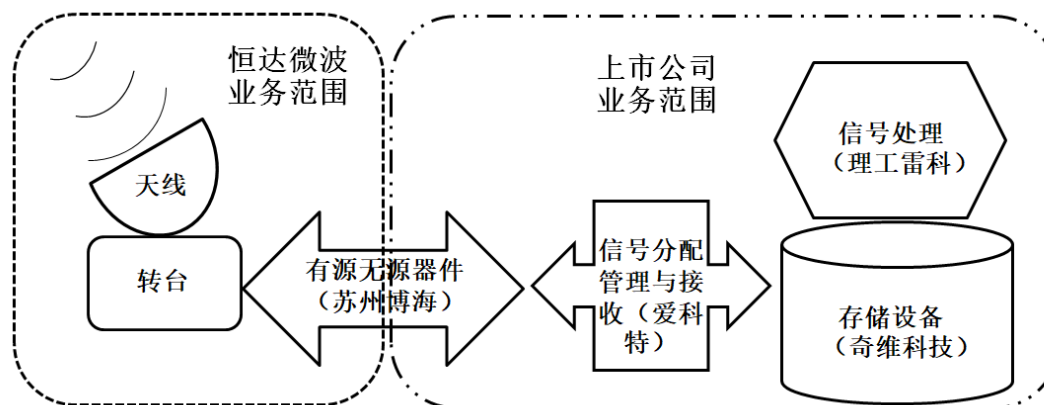 恒达微波
业务范围
上市公司
业务范围
天线
转台
有源无源器件
（苏州博海）
信号分配
管理与接
收（爱科
特）
信号处理
（理工雷科）
存储设备
（奇维科技）